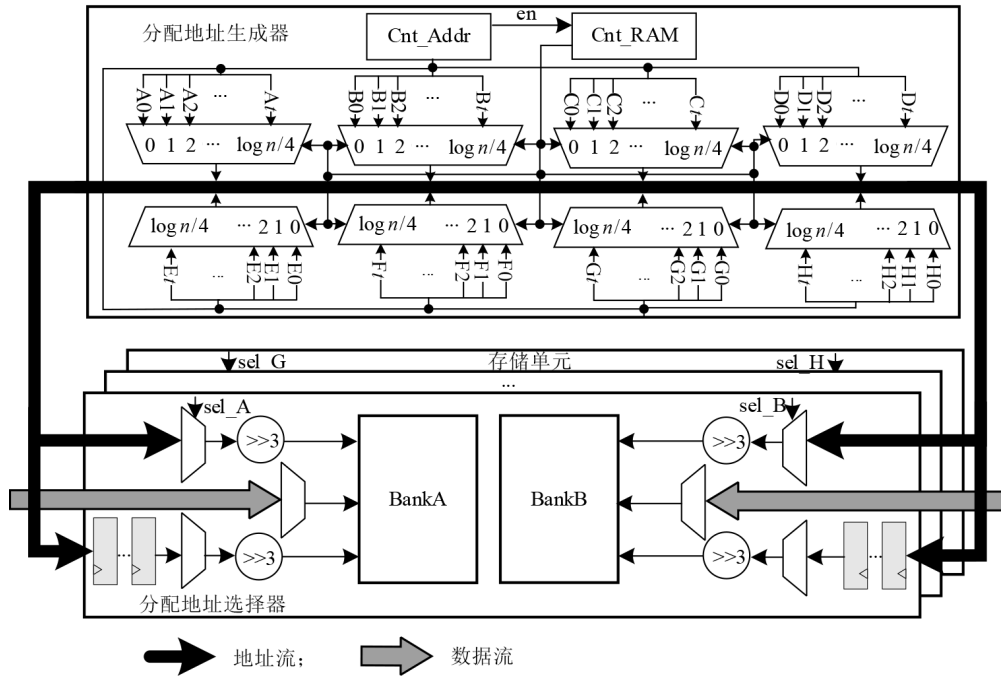 分配地址生成器
Cnt_Addr
en
Cnt_RAM
A0 A1 A2 ... At
B0 B1 B2 ... Bt
C0 C1 C2 ... Ct
D0 D1 D2 ... Dt
0 1 2 ··· log n/4
0 1 2 ··· log n/4
0 1 2 ··· log n/4
0 1 2 ··· log n/4
log n/4 ··· 2 1 0
log n/4 ··· 2 1 0
log n/4 ··· 2 1 0
log n/4 ··· 2 1 0
Et ... E2 E1 E0
Ft ... F2 F1 F0
Gt ... G2 G1 G0
Ht ... H2 H1 H0
sel_G
存储单元
sel_H
...
sel_A
sel_B
>>3
>>3
BankA
BankB
...
>>3
>>3
...
分配地址选择器
地址流；
数据流